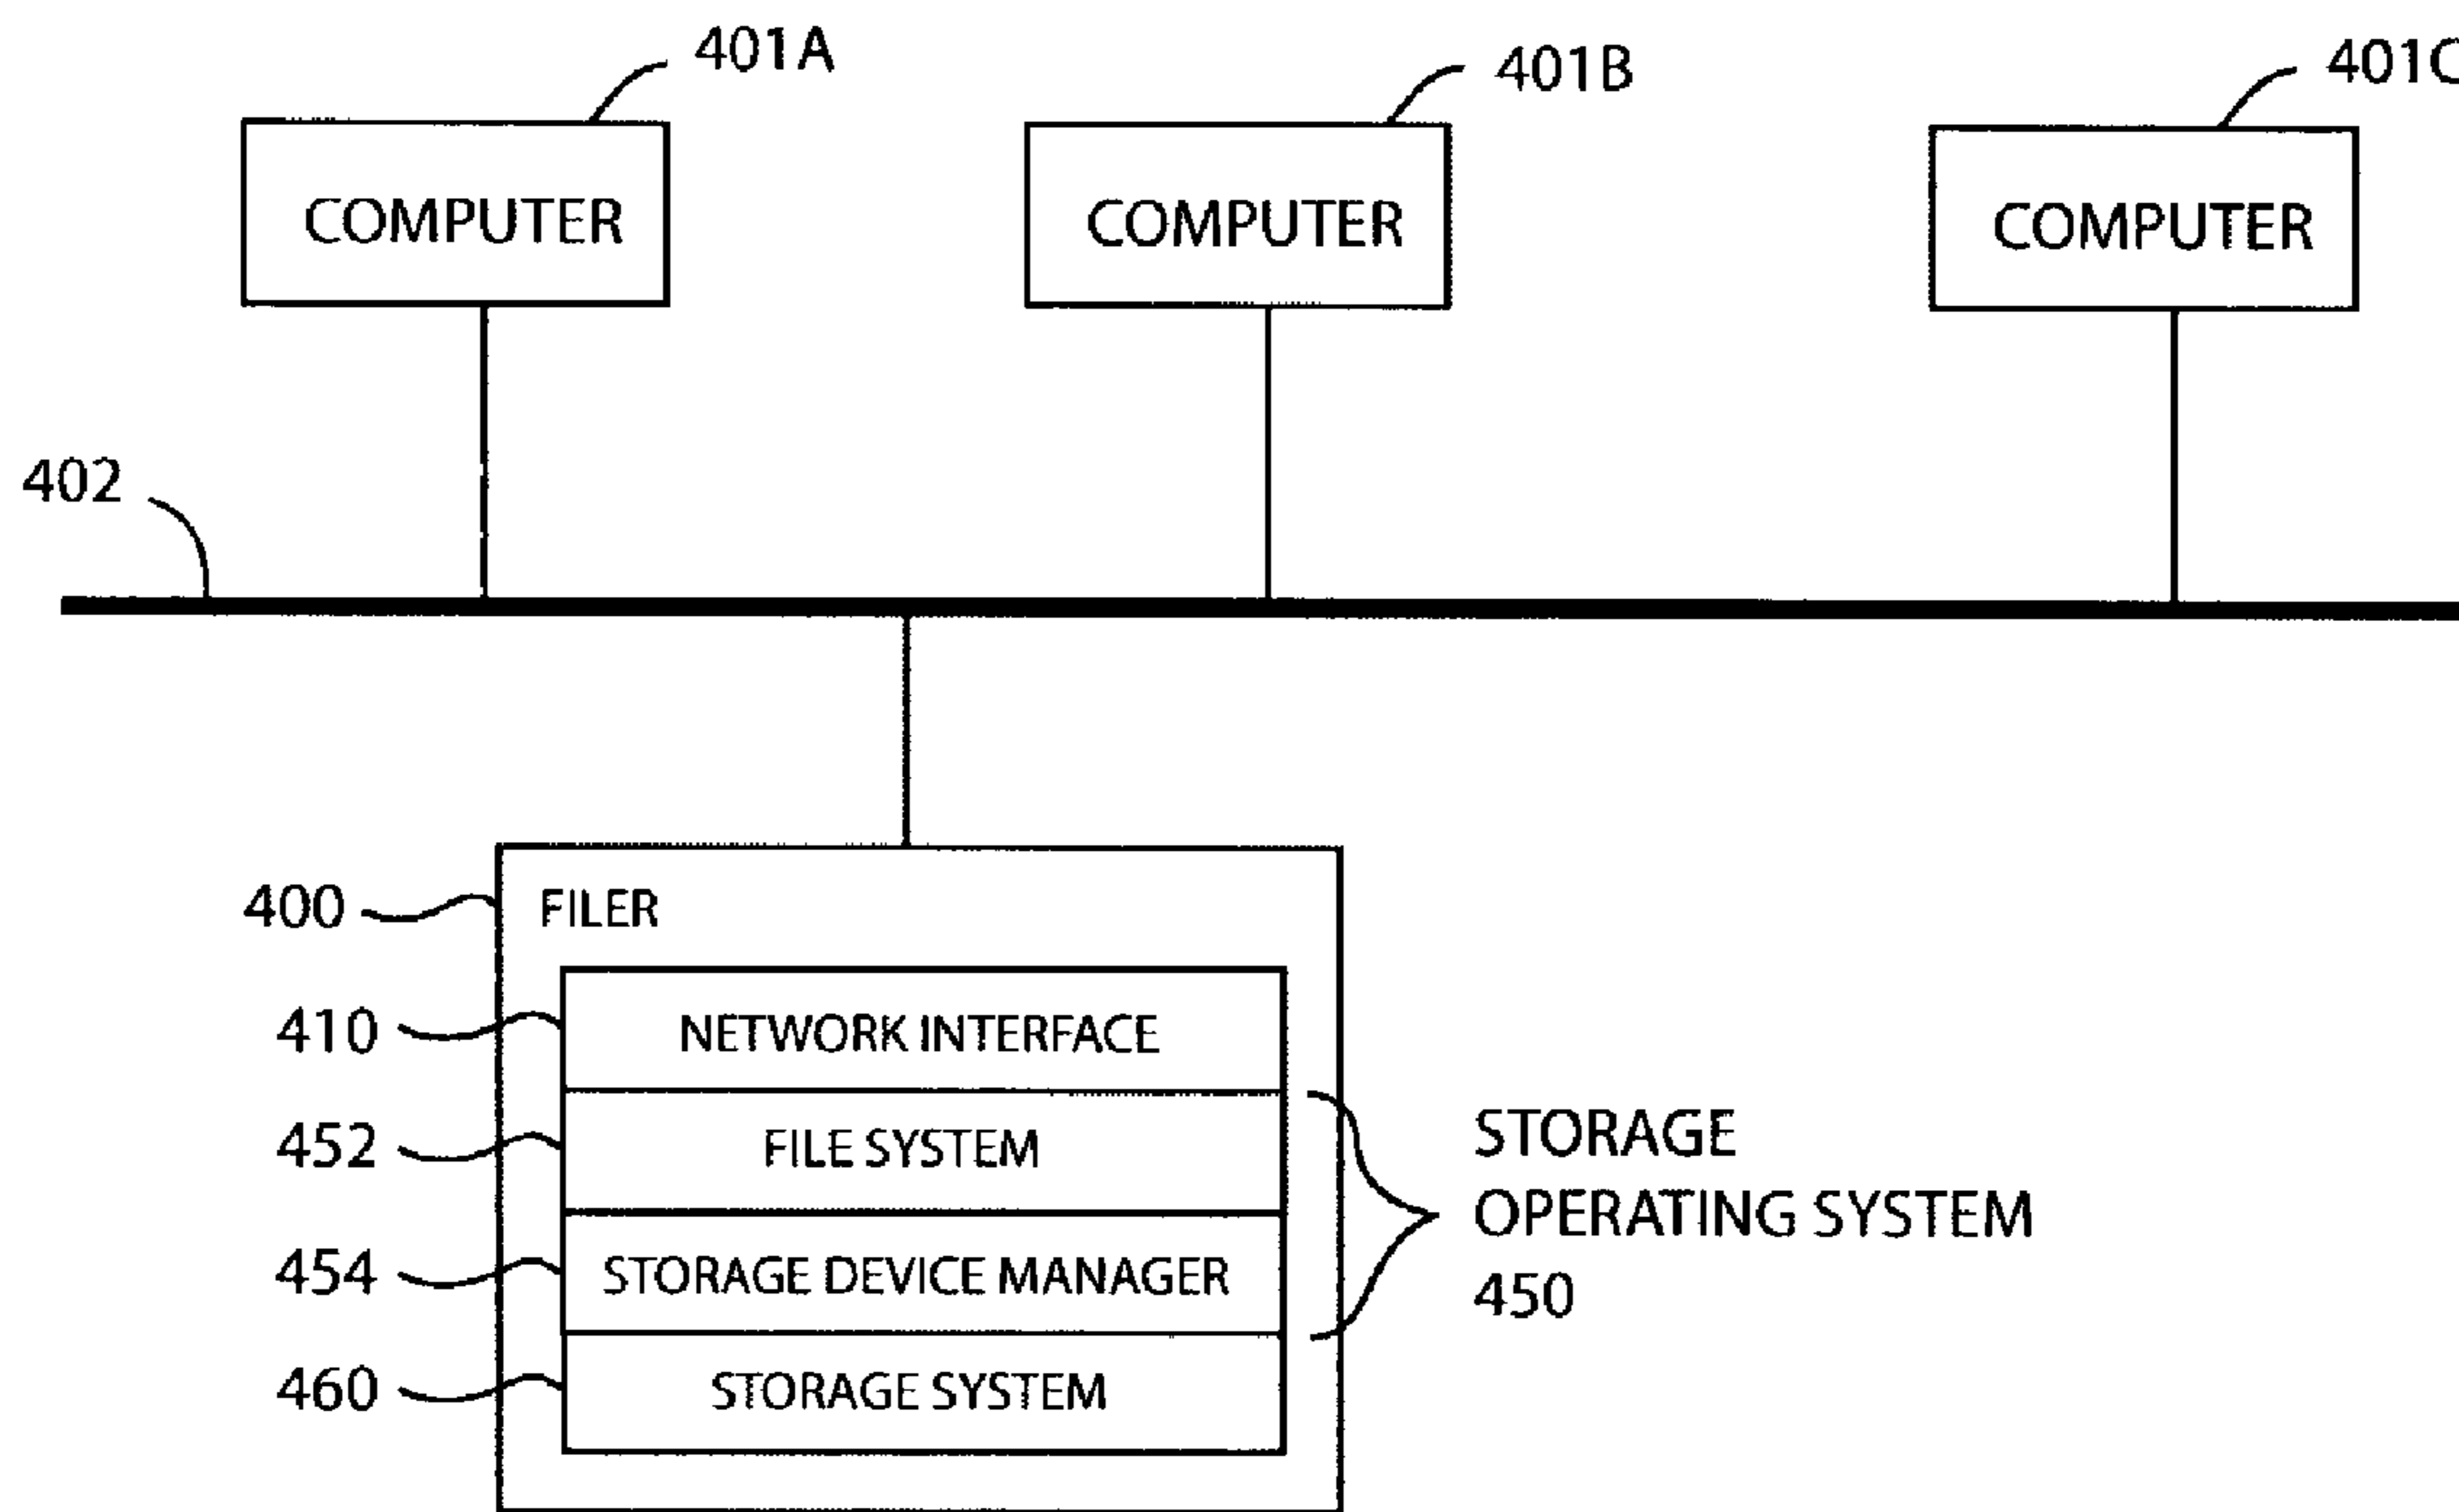 401A
401B
401C
COMPUTER
COMPUTER
COMPUTER
402
400
FILER
410
NETWORK INTERFACE
452
FILE SYSTEM
STORAGE
OPERATING SYSTEM
450
454
STORAGE DEVICE MANAGER
460
STORAGE SYSTEM